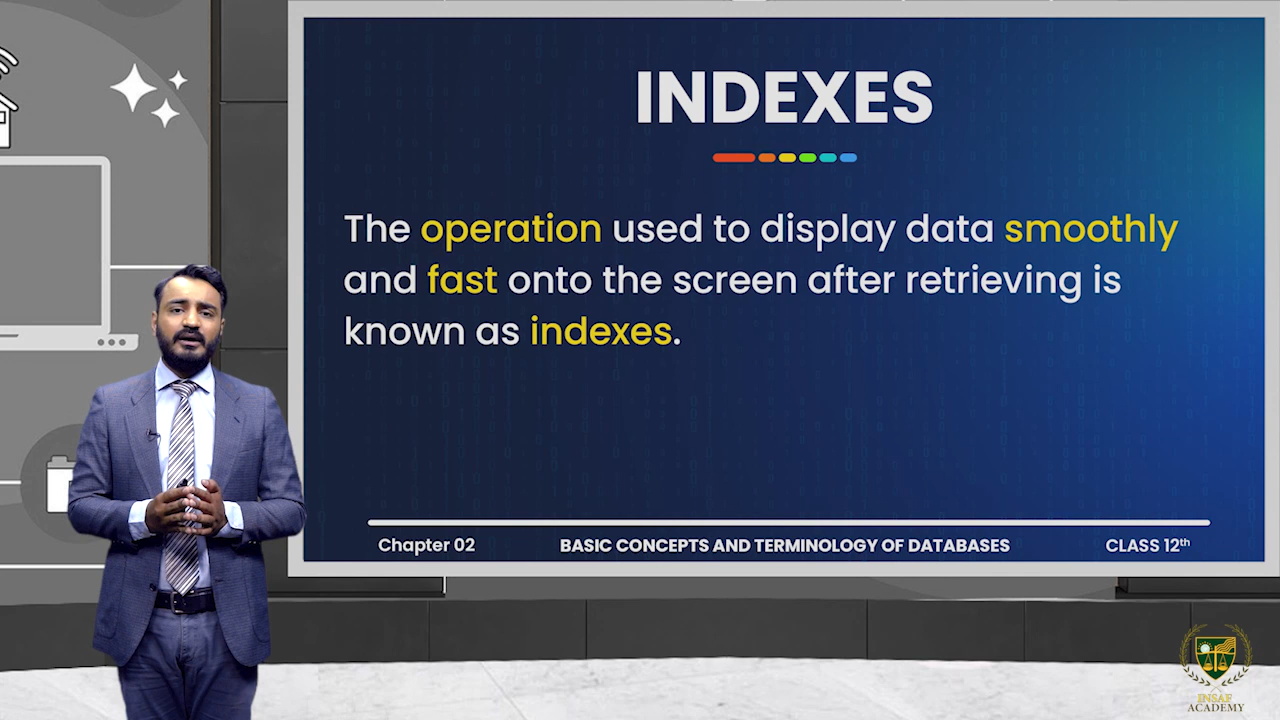 INDEXES
The operation used to display data smoothly
and fast onto the screen after retrieving is
known as indexes.
Chapter 02 BASIC CONCEPTS AND TERMINOLOGY OF DATABASES CLASS 12th
INSAF
ACADEMY